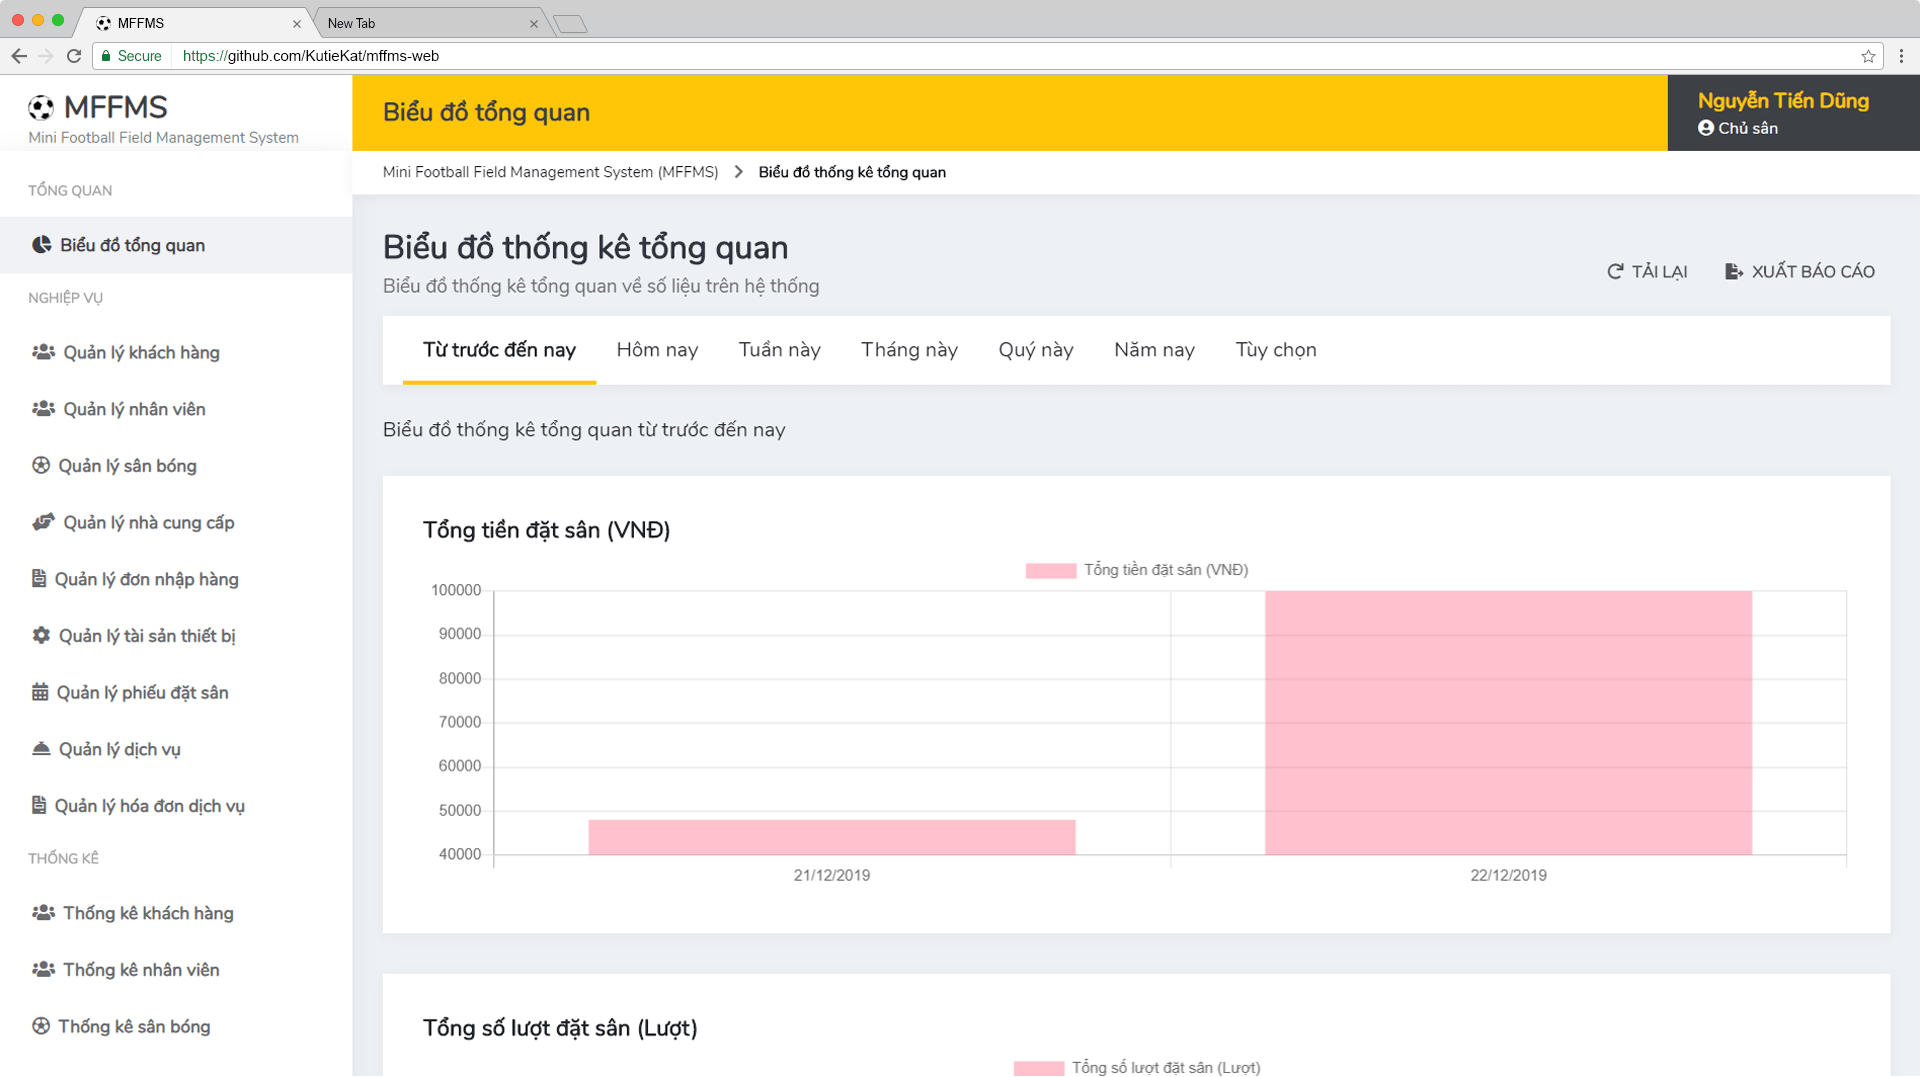 MFFMS
New Tab
Secure
https://github.com/KutieKat/mffms-web
MFFMS
Mini Football Field Management System
Biểu đồ tổng quan
Nguyễn Tiến Dũng
Chủ sân
Mini Football Field Management System (MFFMS)
Biểu đồ thống kê tổng quan
TỔNG QUAN
Biểu đồ tổng quan
NGHIỆP VỤ
Quản lý khách hàng
Quản lý nhân viên
Quản lý sân bóng
Quản lý nhà cung cấp
Quản lý đơn nhập hàng
Quản lý tài sản thiết bị
Quản lý phiếu đặt sân
Quản lý dịch vụ
Quản lý hóa đơn dịch vụ
THỐNG KÊ
Thống kê khách hàng
Thống kê nhân viên
Thống kê sân bóng
Biểu đồ thống kê tổng quan
Biểu đồ thống kê tổng quan về số liệu trên hệ thống
TẢI LẠI
XUẤT BÁO CÁO
Từ trước đến nay
Hôm nay
Tuần này
Tháng này
Quý này
Năm nay
Tùy chọn
Biểu đồ thống kê tổng quan từ trước đến nay
Tổng tiền đặt sân (VNĐ)
Tổng tiền đặt sân (VNĐ)
100000
90000
80000
70000
60000
50000
40000
21/12/2019
22/12/2019
Tổng số lượt đặt sân (Lượt)
Tổng số lượt đặt sân (Lượt)